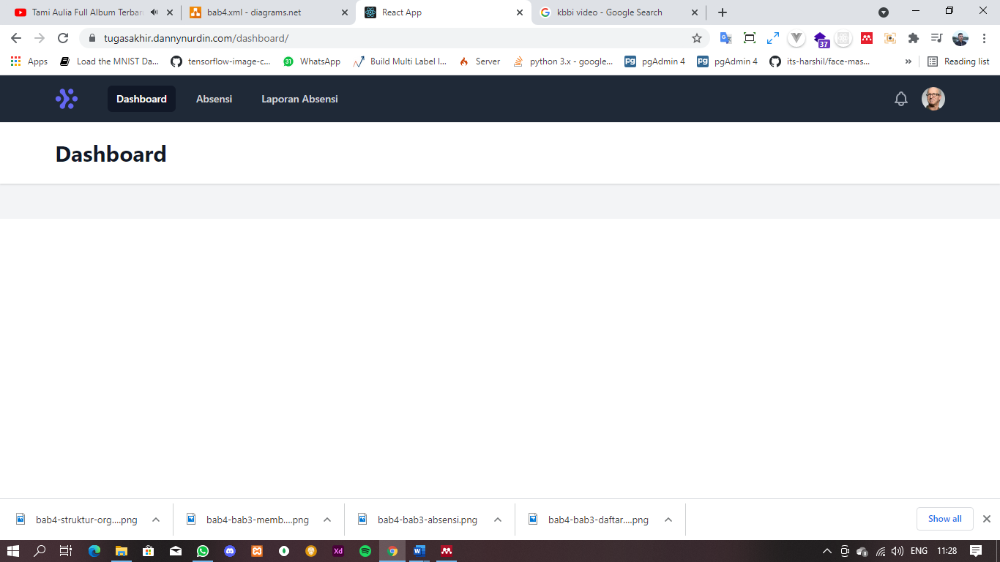 Tami Aulia Full Album Terbar
bab4.xml - diagrams.net
React App
kbbi video - Google Search
tugasakhir.dannynurdin.com/dashboard/
37
Apps
Load the MNIST Da...
tensorflow-image-c...
31
WhatsApp
Build Multi Label I...
Server
python 3.x - google...
pgAdmin 4
pgAdmin 4
its-harshil/face-mas...
»
Reading list
Dashboard
Absensi
Laporan Absensi
Dashboard
bab4-struktur-org....png
bab4-bab3-memb....png
bab4-bab3-absensi.png
bab4-bab3-daftar....png
Show all
Xd
ENG
11:28